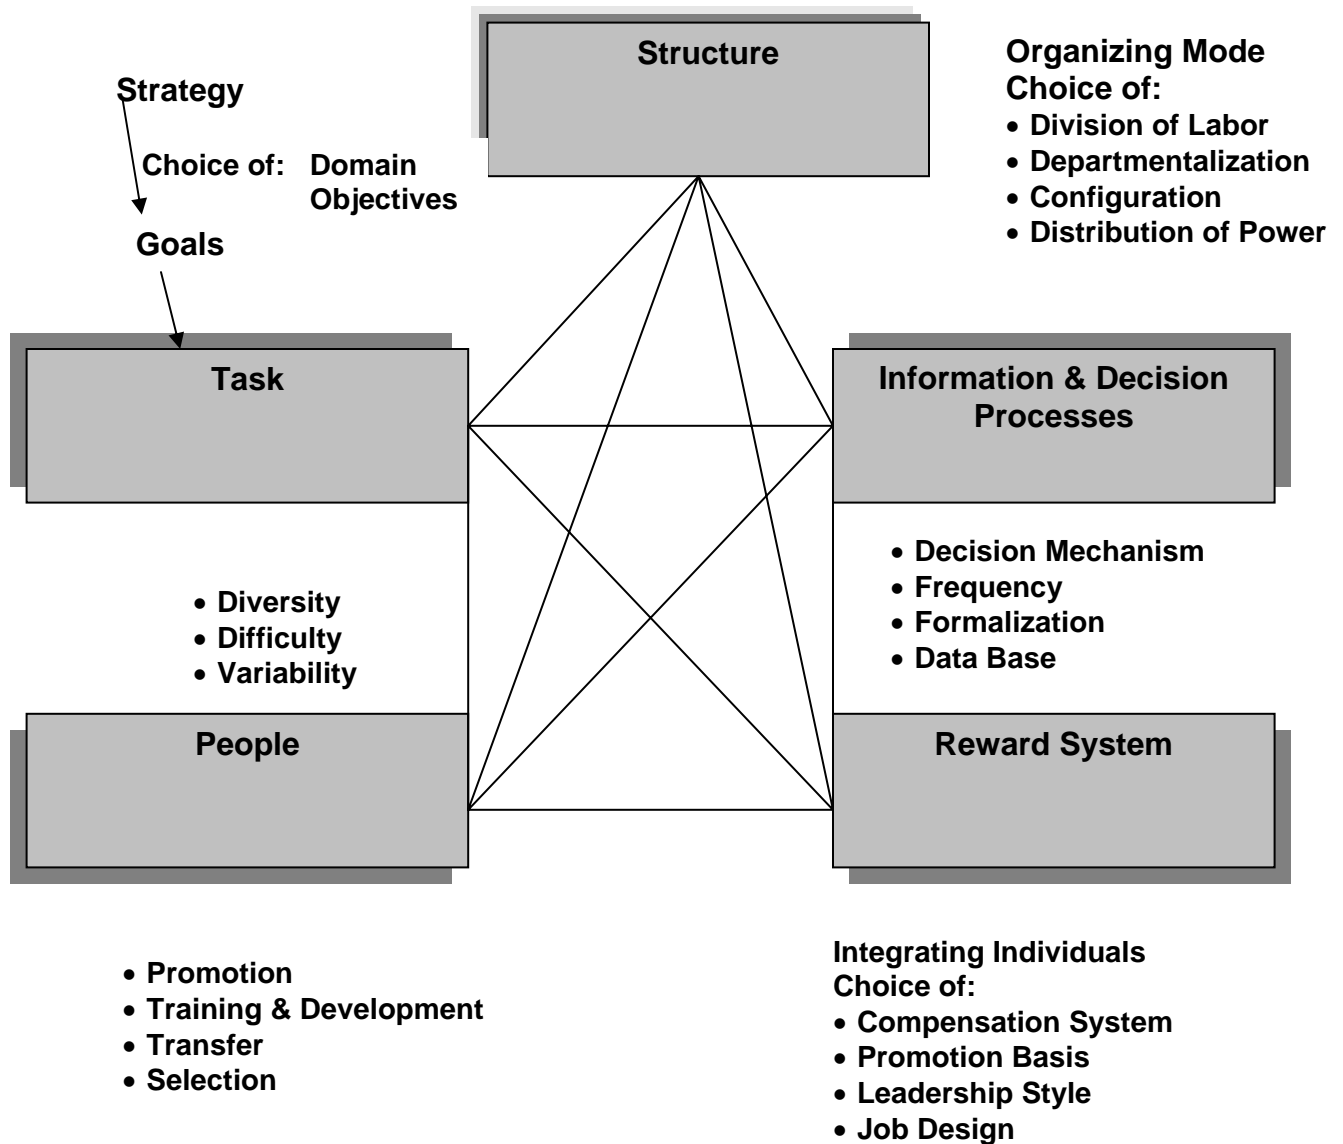 Structure
Organizing Mode
Choice of:
• Division of Labor
• Departmentalization
• Configuration
• Distribution of Power
Strategy
Choice of: Domain
Objectives
Goals
Task
Information & Decision
Processes
• Diversity
• Difficulty
• Variability
• Decision Mechanism
• Frequency
• Formalization
• Data Base
People
Reward System
• Promotion
• Training & Development
• Transfer
• Selection
Integrating Individuals
Choice of:
• Compensation System
• Promotion Basis
• Leadership Style
• Job Design